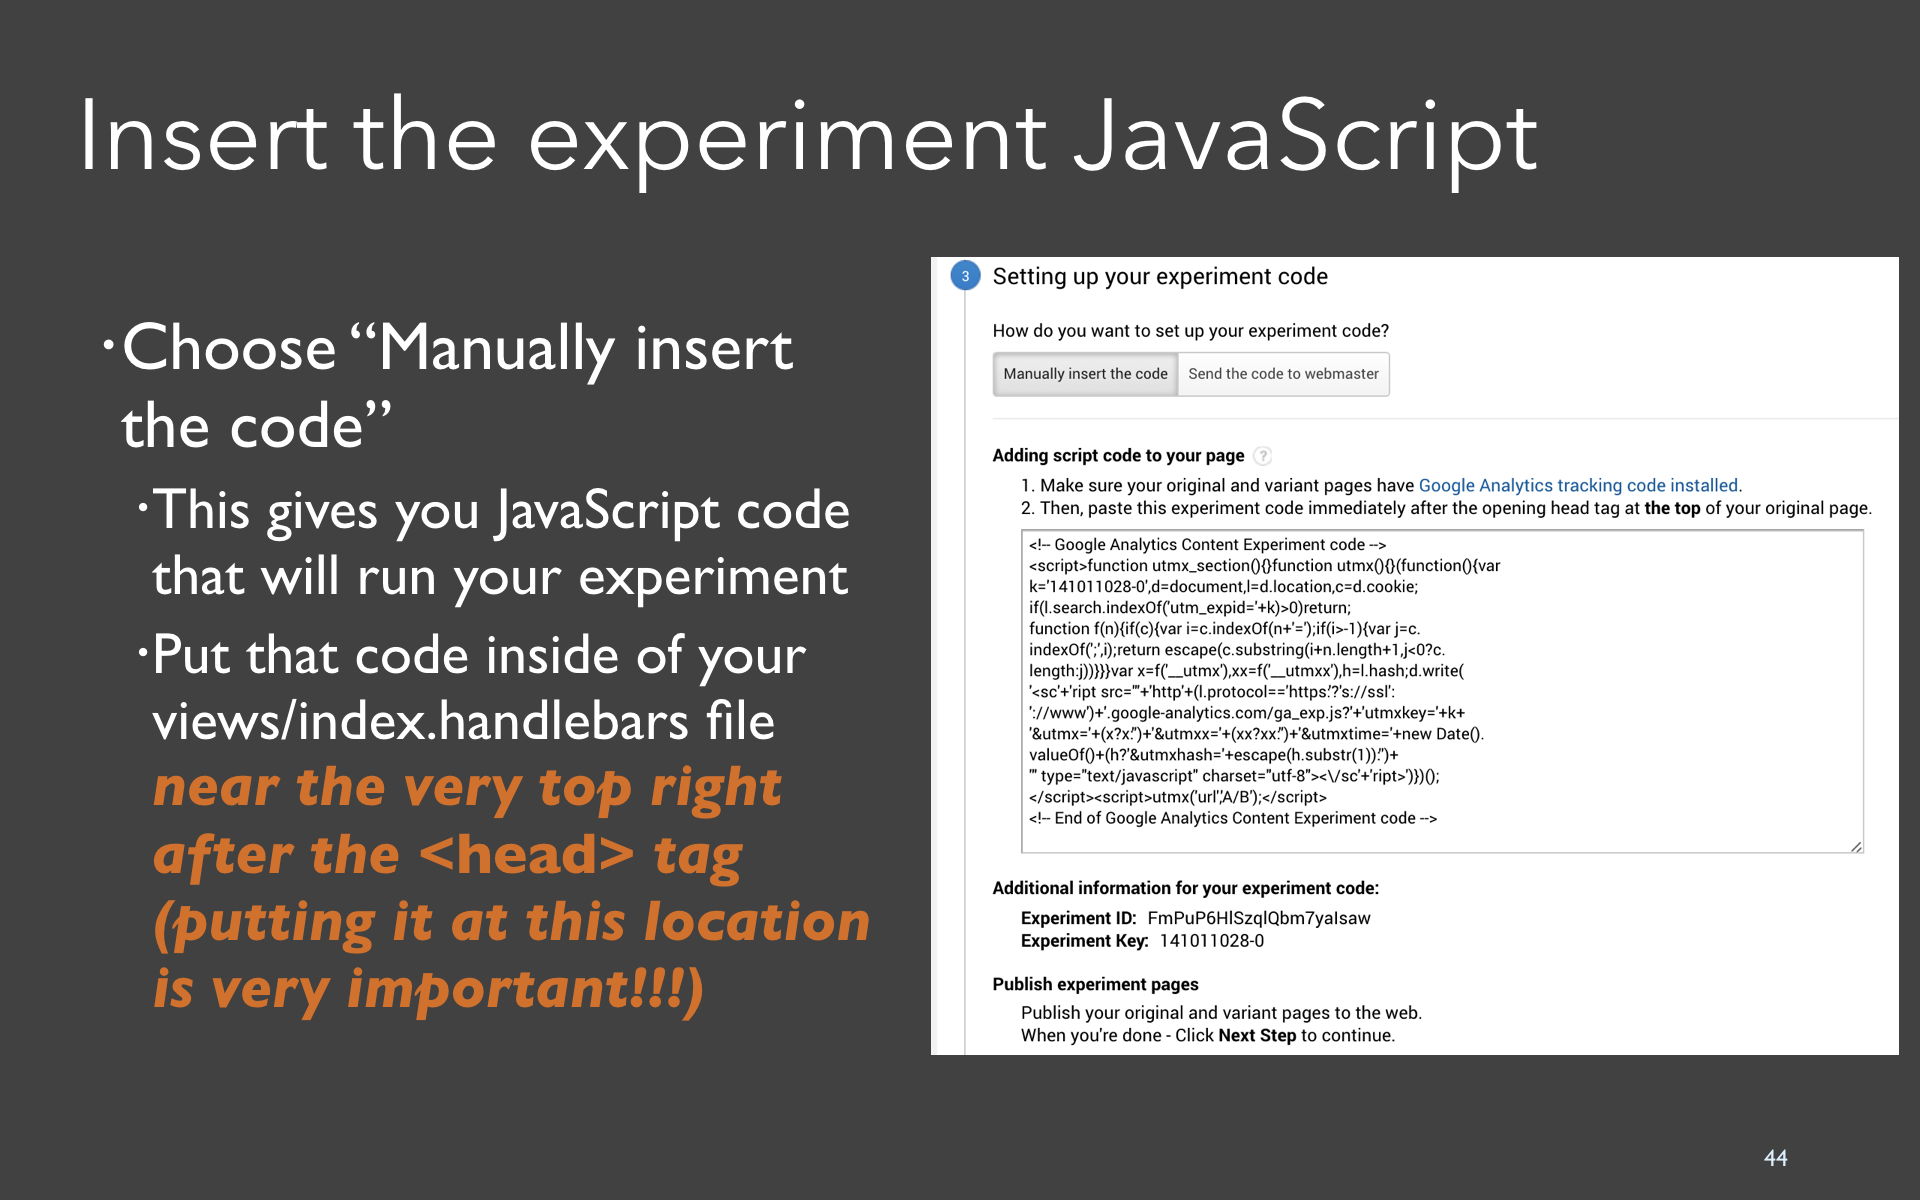 Insert the experiment JavaScript
•Choose “Manually insert
the code”
•This gives you JavaScript code
that will run your experiment
•Put that code inside of your
views/index.handlebars file
near the very top right
after the <head> tag
(putting it at this location
is very important!!!)
3 Setting up your experiment code
How do you want to set up your experiment code?
Manually insert the code Send the code to webmaster
Adding script code to your page ?
1. Make sure your original and variant pages have Google Analytics tracking code installed.
2. Then, paste this experiment code immediately after the opening head tag at the top of your original page.
<!-- Google Analytics Content Experiment code -->
<script>function utmx_section(){}function utmx(){}(function(){var
k='141011028-0',d=document,l=d.location,c=d.cookie;
if(l.search.indexOf('utm_expid='+k)>0)return;
function f(n){if(c){var i=c.indexOf(n+'=');if(i>-1){var j=c.
indexOf(';',i);return escape(c.substring(i+n.length+1,j<0?c.
length:j))}}}var x=f('__utmx'),xx=f('__utmxx'),h=l.hash;d.write(
'<sc'+'ript src="'+'http'+(l.protocol=='https:'?'s://ssl':
'://www')+'.google-analytics.com/ga_exp.js?'+'utmxkey='+k+
'&utmx='+(x?x:'')+'&utmxx='+(xx?xx:'')+'&utmxtime='+new Date().
valueOf()+(h?'&utmxhash='+escape(h.substr(1)):'')+
'" type="text/javascript" charset="utf-8"><\/sc'+'ript>')})();
</script><script>utmx('url','A/B');</script>
<!-- End of Google Analytics Content Experiment code -->
Additional information for your experiment code:
Experiment ID: FmPuP6HlSzqlQbm7yaIsaw
Experiment Key: 141011028-0
Publish experiment pages
Publish your original and variant pages to the web.
When you're done - Click Next Step to continue.
44